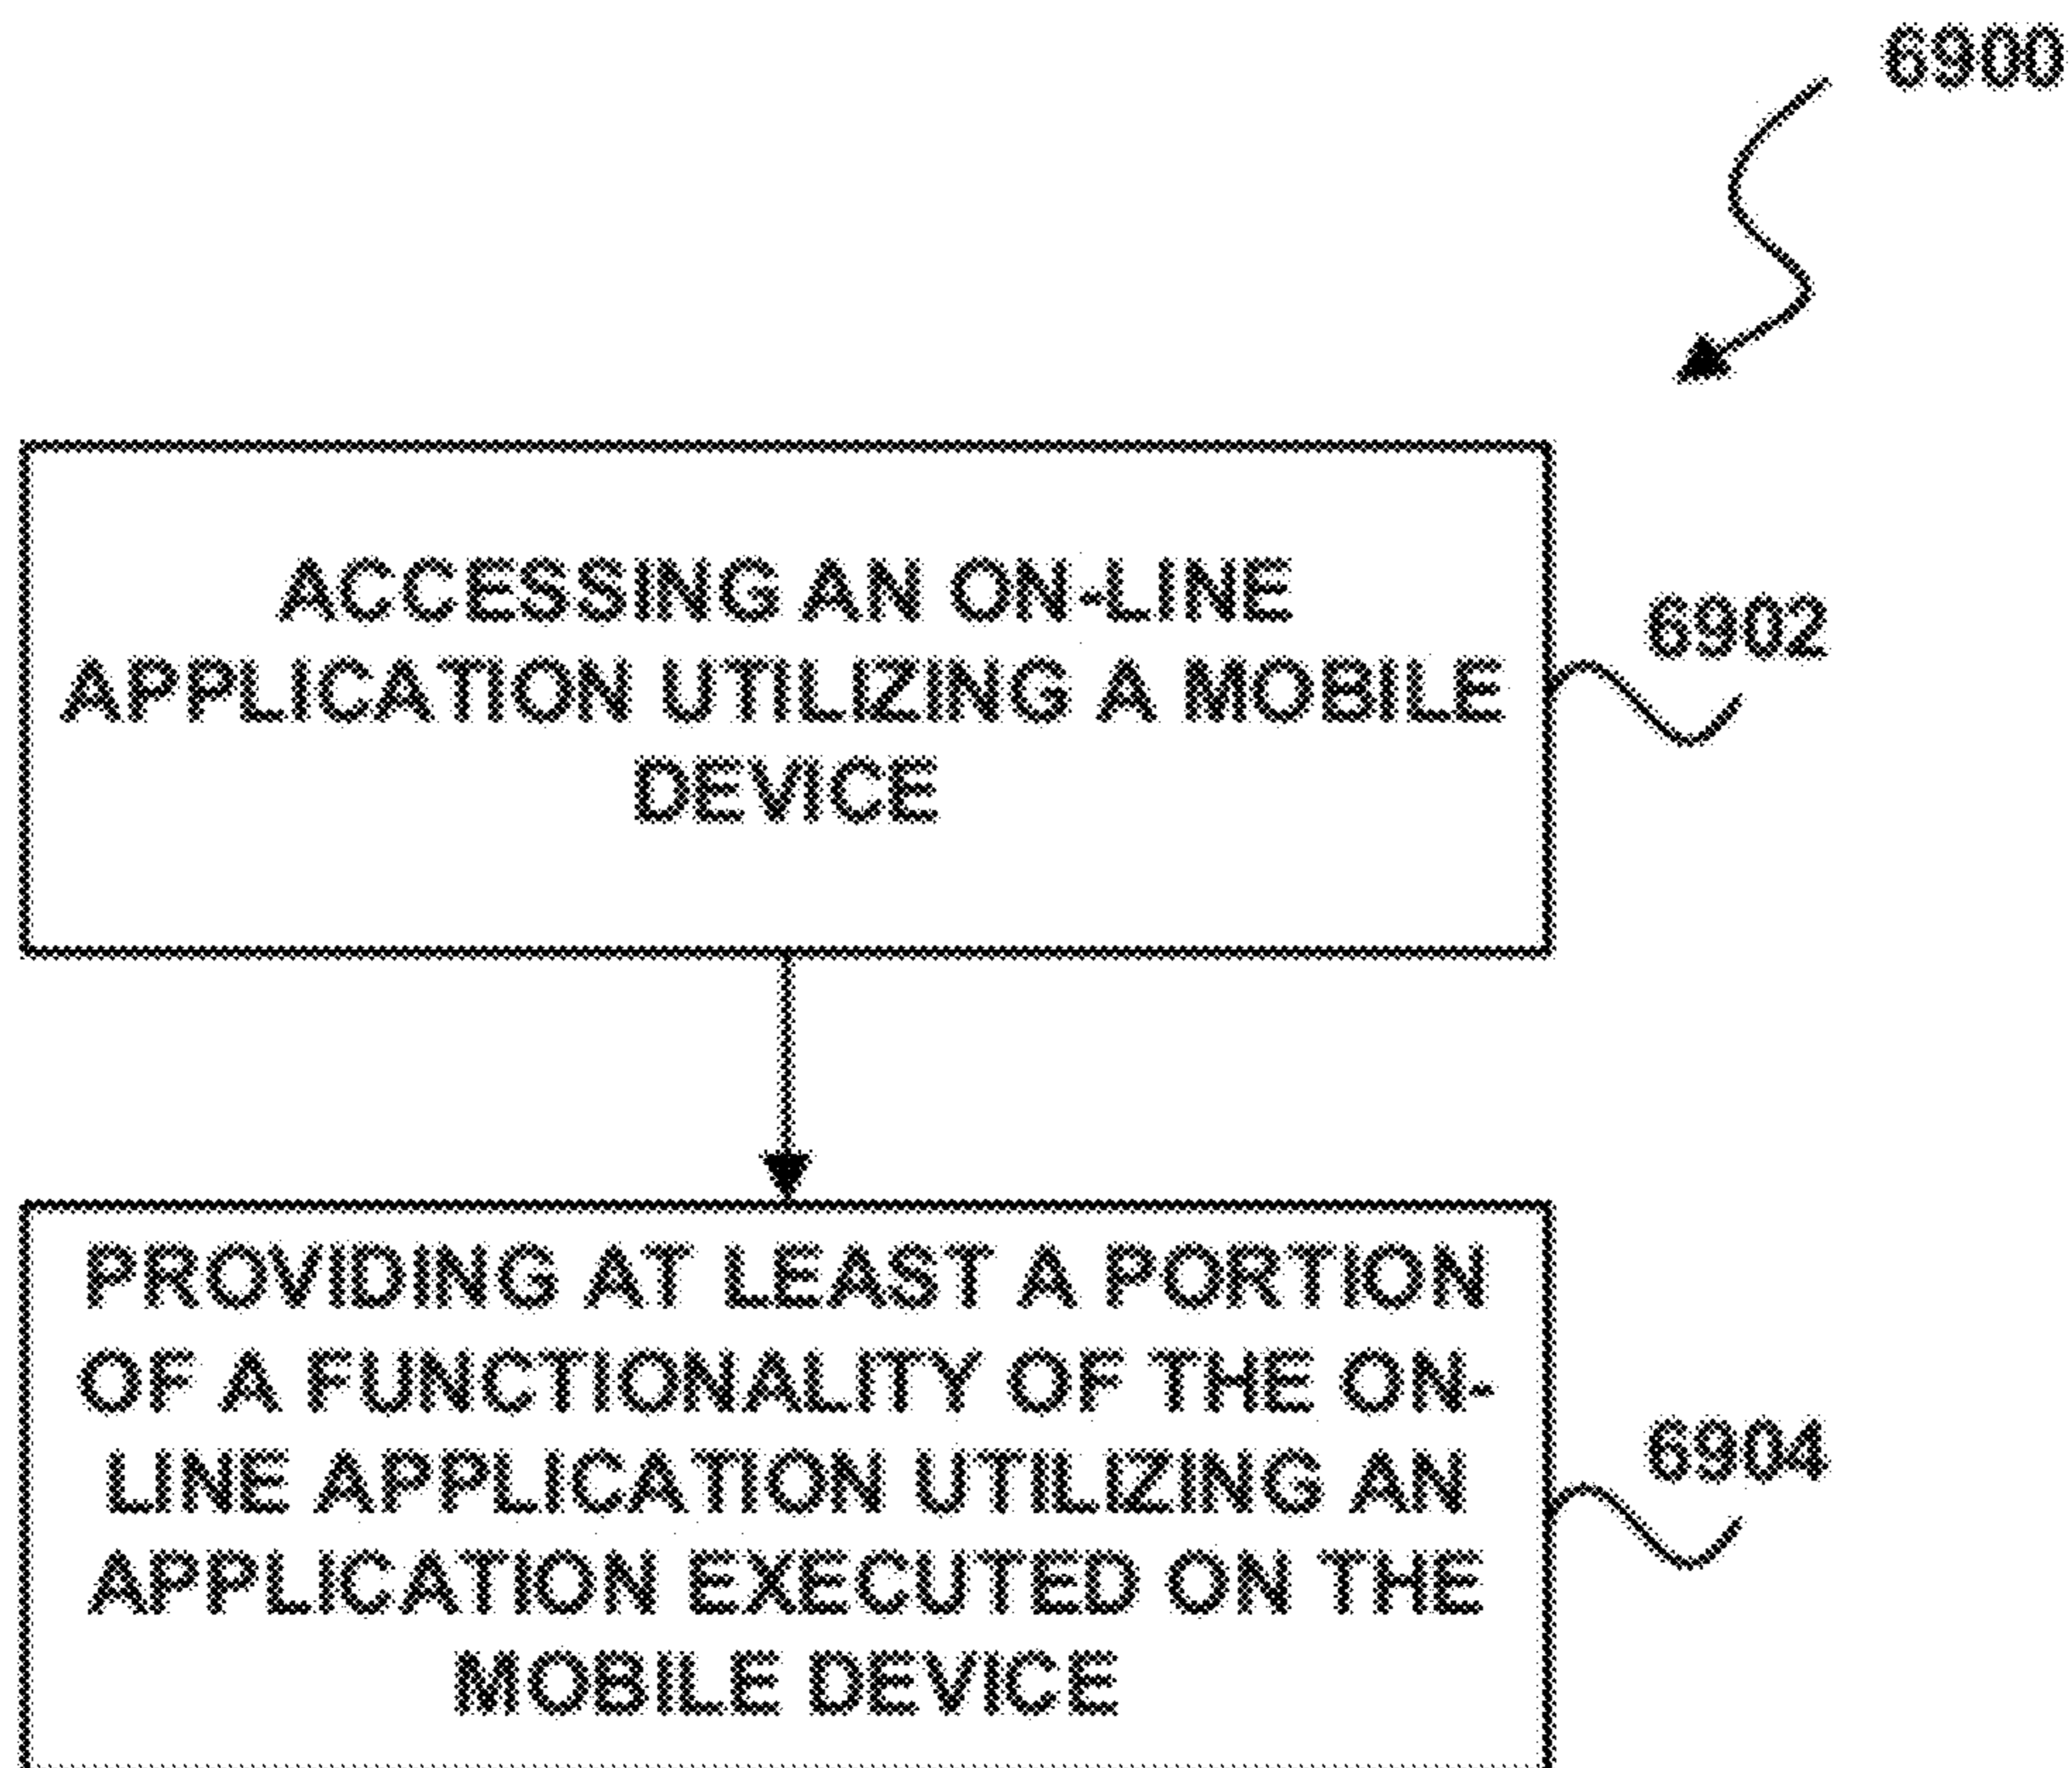 6900
ACCESSING AN ON-LINE
APPLICATION UTILIZING A MOBILE
DEVICE
6902
PROVIDING AT LEAST A PORTION
OF A FUNCTIONALITY OF THE ON-
LINE APPLICATION UTILIZING AN
APPLICATION EXECUTED ON THE
MOBILE DEVICE
6904